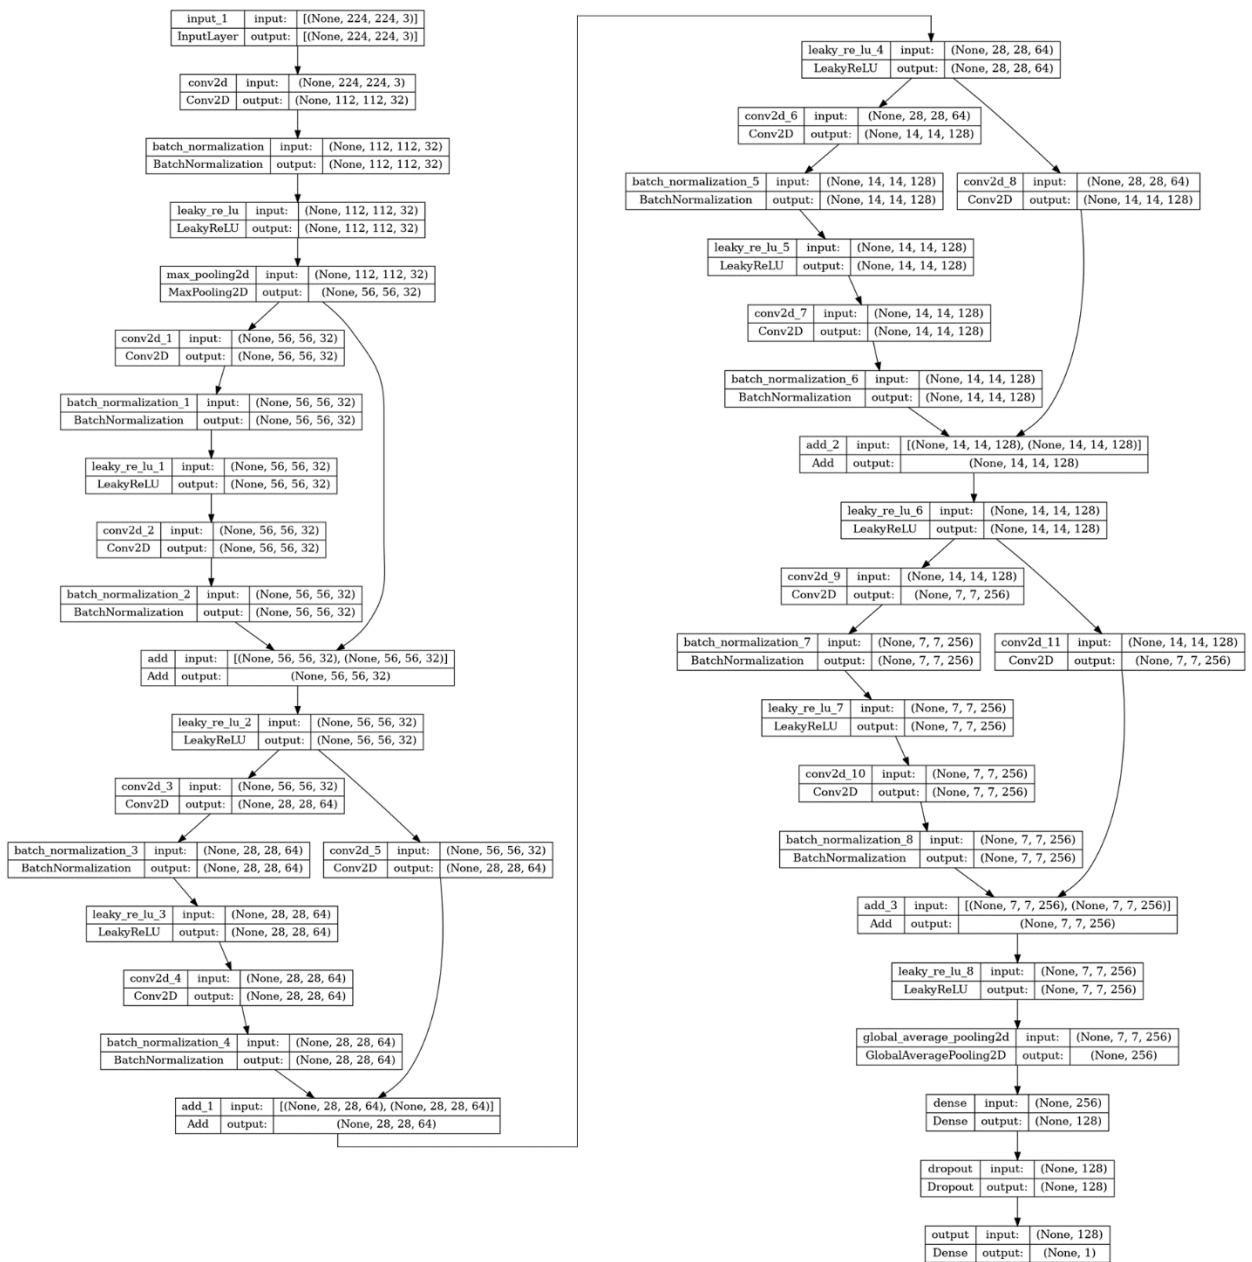 input_1 input: [(None, 224, 224, 3)]
InputLayer output: [(None, 224, 224, 3)]
conv2d input: (None, 224, 224, 3)
Conv2D output: (None, 112, 112, 32)
batch_normalization input: (None, 112, 112, 32)
BatchNormalization output: (None, 112, 112, 32)
leaky_re_lu input: (None, 112, 112, 32)
LeakyReLU output: (None, 112, 112, 32)
max_pooling2d input: (None, 112, 112, 32)
MaxPooling2D output: (None, 56, 56, 32)
conv2d_1 input: (None, 56, 56, 32)
Conv2D output: (None, 56, 56, 32)
batch_normalization_1 input: (None, 56, 56, 32)
BatchNormalization output: (None, 56, 56, 32)
leaky_re_lu_1 input: (None, 56, 56, 32)
LeakyReLU output: (None, 56, 56, 32)
conv2d_2 input: (None, 56, 56, 32)
Conv2D output: (None, 56, 56, 32)
batch_normalization_2 input: (None, 56, 56, 32)
BatchNormalization output: (None, 56, 56, 32)
add input: [(None, 56, 56, 32), (None, 56, 56, 32)]
Add output: (None, 56, 56, 32)
leaky_re_lu_2 input: (None, 56, 56, 32)
LeakyReLU output: (None, 56, 56, 32)
conv2d_3 input: (None, 56, 56, 32)
Conv2D output: (None, 28, 28, 64)
batch_normalization_3 input: (None, 28, 28, 64)
BatchNormalization output: (None, 28, 28, 64)
conv2d_5 input: (None, 56, 56, 32)
Conv2D output: (None, 28, 28, 64)
leaky_re_lu_3 input: (None, 28, 28, 64)
LeakyReLU output: (None, 28, 28, 64)
conv2d_4 input: (None, 28, 28, 64)
Conv2D output: (None, 28, 28, 64)
batch_normalization_4 input: (None, 28, 28, 64)
BatchNormalization output: (None, 28, 28, 64)
add_1 input: [(None, 28, 28, 64), (None, 28, 28, 64)]
Add output: (None, 28, 28, 64)
leaky_re_lu_4 input: (None, 28, 28, 64)
LeakyReLU output: (None, 28, 28, 64)
conv2d_6 input: (None, 28, 28, 64)
Conv2D output: (None, 14, 14, 128)
batch_normalization_5 input: (None, 14, 14, 128)
BatchNormalization output: (None, 14, 14, 128)
conv2d_8 input: (None, 28, 28, 64)
Conv2D output: (None, 14, 14, 128)
leaky_re_lu_5 input: (None, 14, 14, 128)
LeakyReLU output: (None, 14, 14, 128)
conv2d_7 input: (None, 14, 14, 128)
Conv2D output: (None, 14, 14, 128)
batch_normalization_6 input: (None, 14, 14, 128)
BatchNormalization output: (None, 14, 14, 128)
add_2 input: [(None, 14, 14, 128), (None, 14, 14, 128)]
Add output: (None, 14, 14, 128)
leaky_re_lu_6 input: (None, 14, 14, 128)
LeakyReLU output: (None, 14, 14, 128)
conv2d_9 input: (None, 14, 14, 128)
Conv2D output: (None, 7, 7, 256)
batch_normalization_7 input: (None, 7, 7, 256)
BatchNormalization output: (None, 7, 7, 256)
conv2d_11 input: (None, 14, 14, 128)
Conv2D output: (None, 7, 7, 256)
leaky_re_lu_7 input: (None, 7, 7, 256)
LeakyReLU output: (None, 7, 7, 256)
conv2d_10 input: (None, 7, 7, 256)
Conv2D output: (None, 7, 7, 256)
batch_normalization_8 input: (None, 7, 7, 256)
BatchNormalization output: (None, 7, 7, 256)
add_3 input: [(None, 7, 7, 256), (None, 7, 7, 256)]
Add output: (None, 7, 7, 256)
leaky_re_lu_8 input: (None, 7, 7, 256)
LeakyReLU output: (None, 7, 7, 256)
global_average_pooling2d input: (None, 7, 7, 256)
GlobalAveragePooling2D output: (None, 256)
dense input: (None, 256)
Dense output: (None, 128)
dropout input: (None, 128)
Dropout output: (None, 128)
output input: (None, 128)
Dense output: (None, 1)